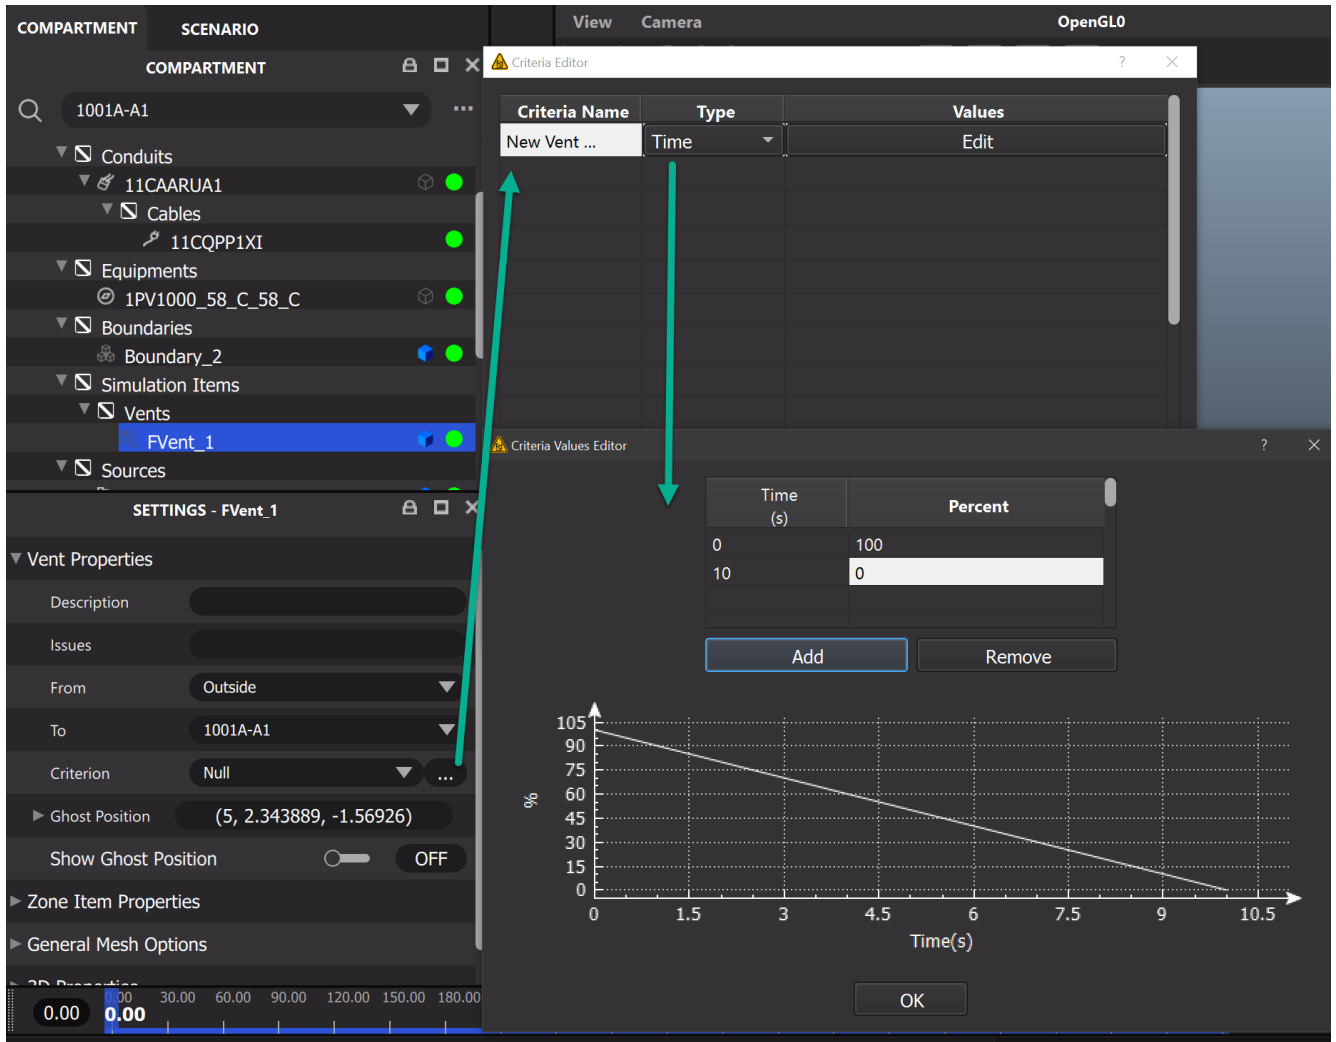 COMPARTMENT SCENARIO
View Camera OpenGL0
COMPARTMENT
1001A-A1
...
Conduits
11CAARUA1
Cables
11CQPP1XI
Equipments
1PV1000_58_C_58_C
Boundaries
Boundary_2
Simulation Items
Vents
FVent_1
Sources
SETTINGS - FVent_1
Vent Properties
Description
Issues
From Outside
To 1001A-A1
Criterion Null ...
Ghost Position (5, 2.343889, -1.56926)
Show Ghost Position OFF
Zone Item Properties
General Mesh Options
3D Properties
0.00 0.00 30.00 60.00 90.00 120.00 150.00 180.00
0.00
Criteria Editor ?
Criteria Name Type Values
New Vent ... Time Edit
Criteria Values Editor ?
Time
(s)
Percent
0 100
10 0
Add Remove
105
90
75
60
45
30
15
0
%
0 1.5 3 4.5 6 7.5 9 10.5
Time(s)
OK